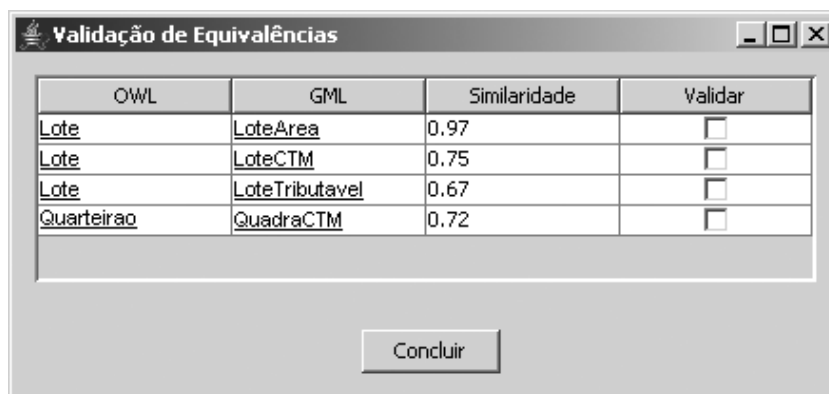 Validação de Equivalências
OWL GML Similaridade Validar
Lote LoteArea 0.97
Lote LoteCTM 0.75
Lote LoteTributavel 0.67
Quarteirao QuadraCTM 0.72
Concluir